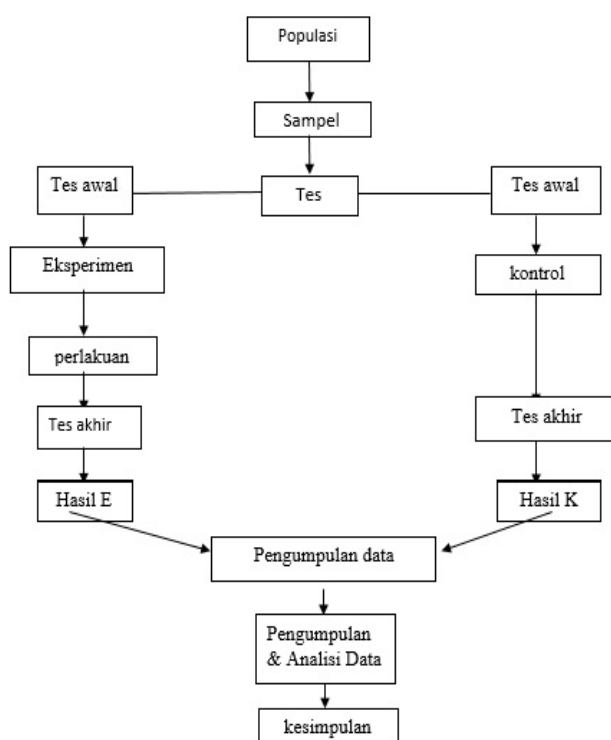 Populasi
Sampel
Tes awal
Tes
Tes awal
Eksperimen
kontrol
perlakuan
Tes akhir
Tes akhir
Hasil E
Hasil K
Pengumpulan data
Pengumpulan
& Analisi Data
kesimpulan